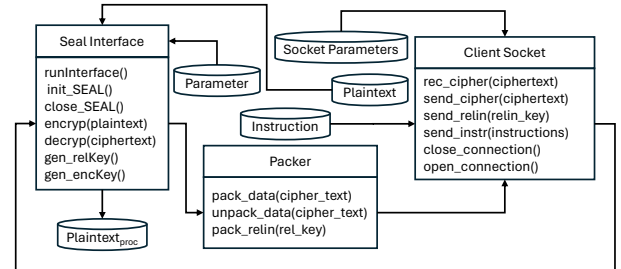 Seal Interface
runInterface()
init_SEAL()
close_SEAL()
encryp(plaintext)
decryp(ciphertext)
gen_relKey()
gen_encKey()
Plaintextproc
Parameter
Socket Parameters
Plaintext
Instruction
Packer
pack_data(cipher_text)
unpack_data(cipher_text)
pack_relin(rel_key)
Client Socket
rec_cipher(ciphertext)
send_cipher(ciphertext)
send_relin(relin_key)
send_instr(instructions)
close_connection()
open_connection()